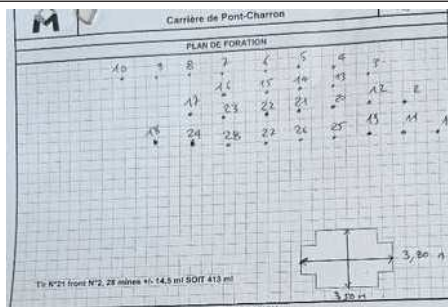 M
Carrière de Pont-Charron
PLAN DE FORATION
10 9 8 7 6 5 4 3
16 15 14 13
17 23 22 21 20 12 2
18 24 28 27 26 25 19 11 1
3,80 m
Tir N°21 front N°2, 28 mines +/- 14,5 ml SOIT 413 ml
3,50 m